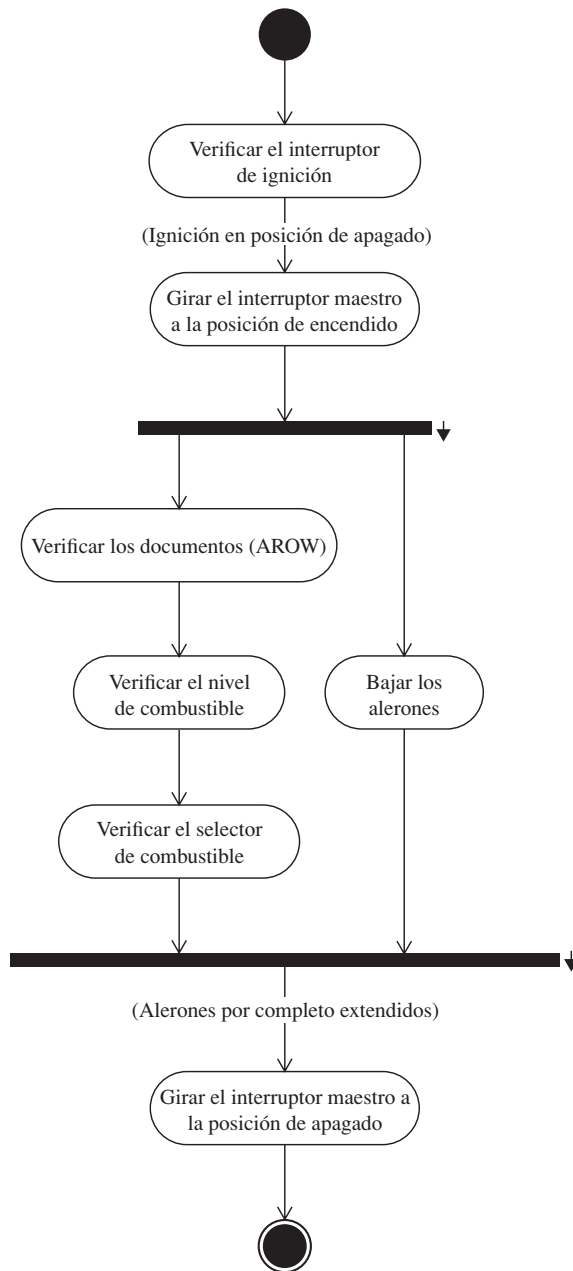 Verificar el interruptor
de ignición
(Ignición en posición de apagado)
Girar el interruptor maestro
a la posición de encendido
Verificar los documentos (AROW)
Verificar el nivel
de combustible
Bajar los
alerones
Verificar el selector
de combustible
(Alerones por completo extendidos)
Girar el interruptor maestro a
la posición de apagado